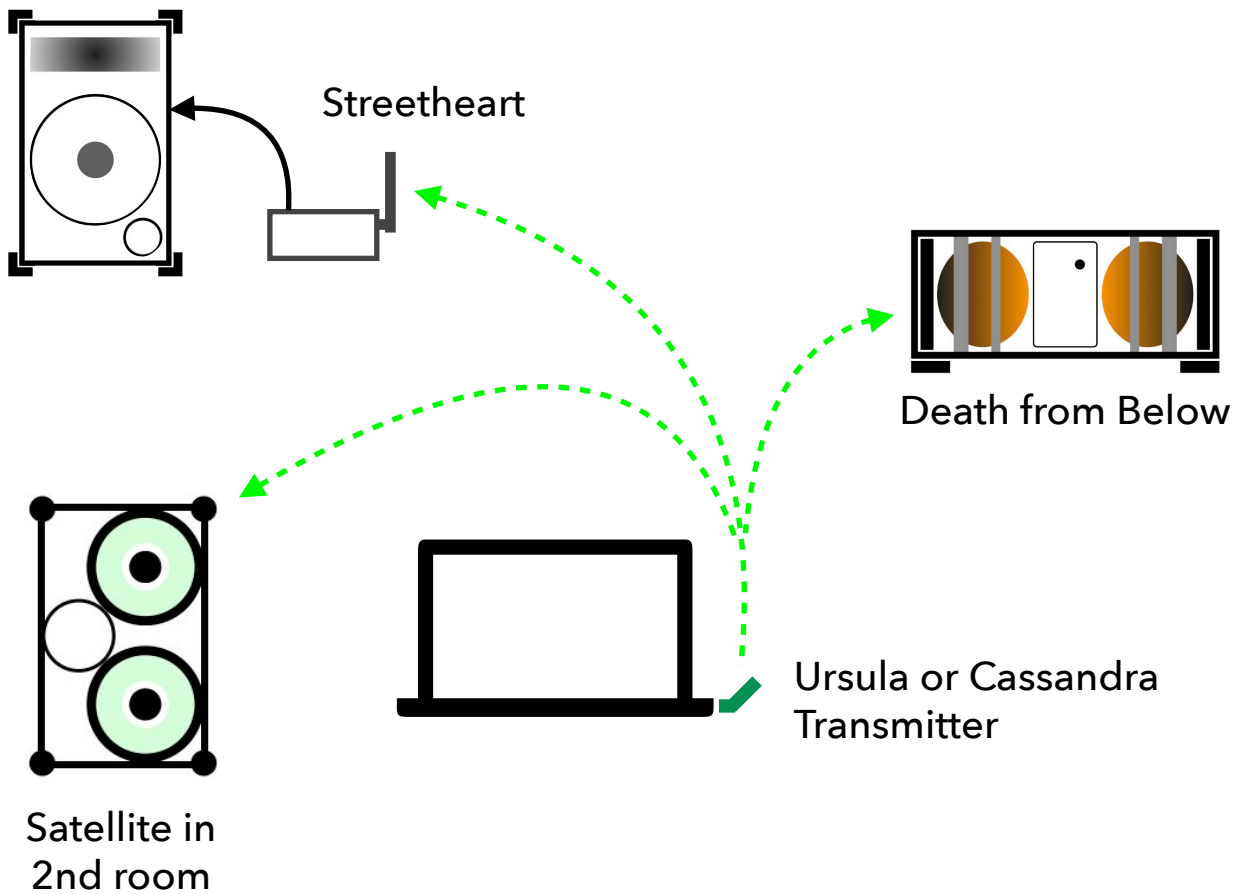 Streetheart
Death from Below
Ursula or Cassandra
Transmitter
Satellite in
2nd room